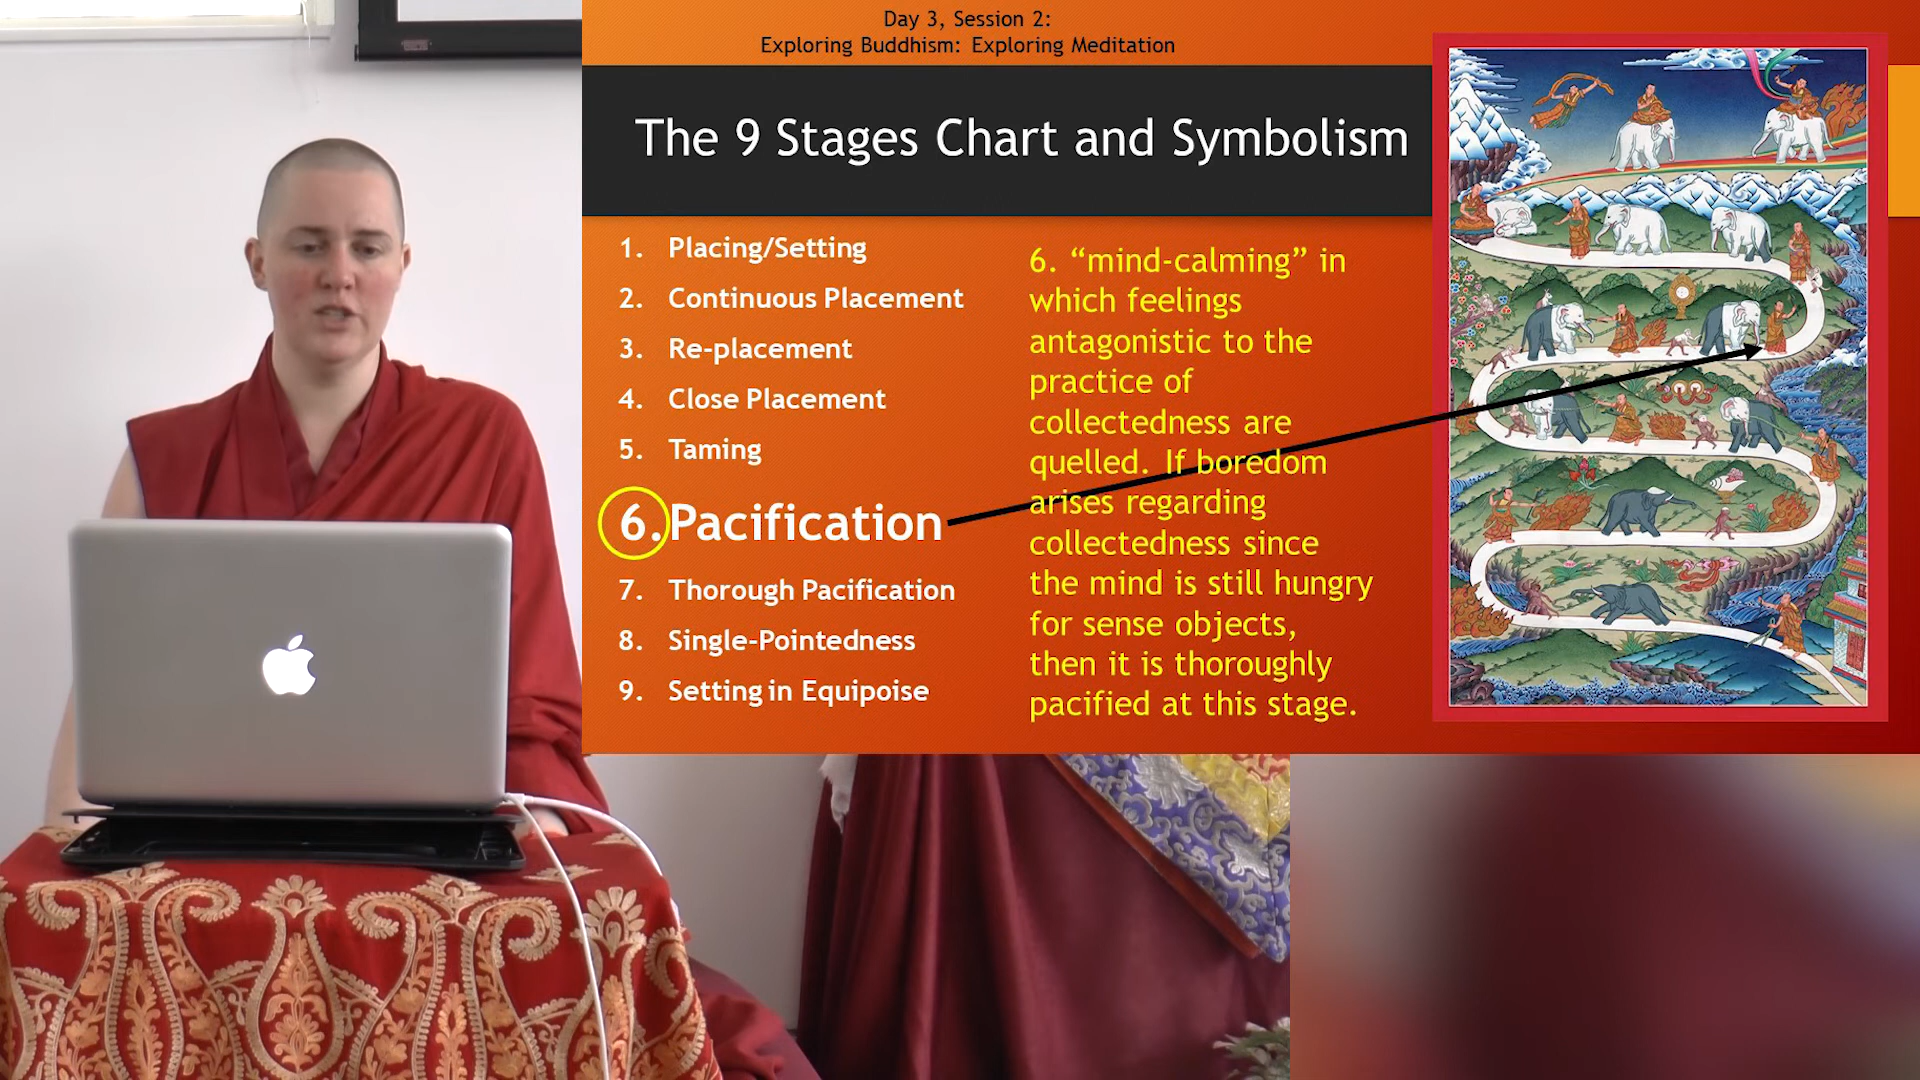 Day 3, Session 2:
Exploring Buddhism: Exploring Meditation
The 9 Stages Chart and Symbolism
1. Placing/Setting
2. Continuous Placement
3. Re-placement
4. Close Placement
5. Taming
6. Pacification
7. Thorough Pacification
8. Single-Pointedness
9. Setting in Equipoise
6. “mind-calming” in
which feelings
antagonistic to the
practice of
collectedness are
quelled. If boredom
arises regarding
collectedness since
the mind is still hungry
for sense objects,
then it is thoroughly
pacified at this stage.